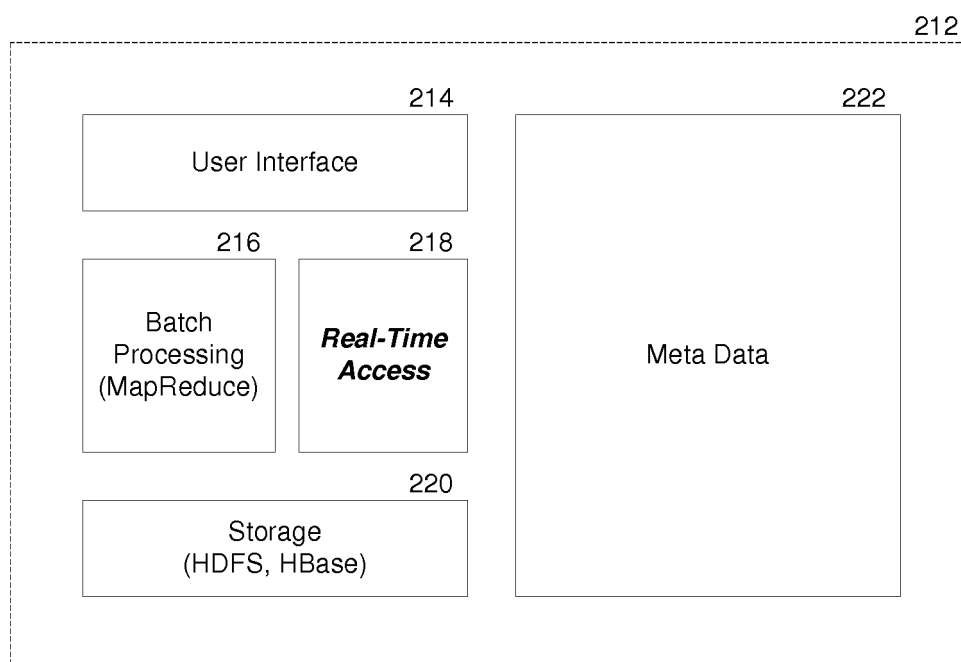 212
214
User Interface
222
Meta Data
216
Batch
Processing
(MapReduce)
218
Real-Time
Access
220
Storage
(HDFS, HBase)